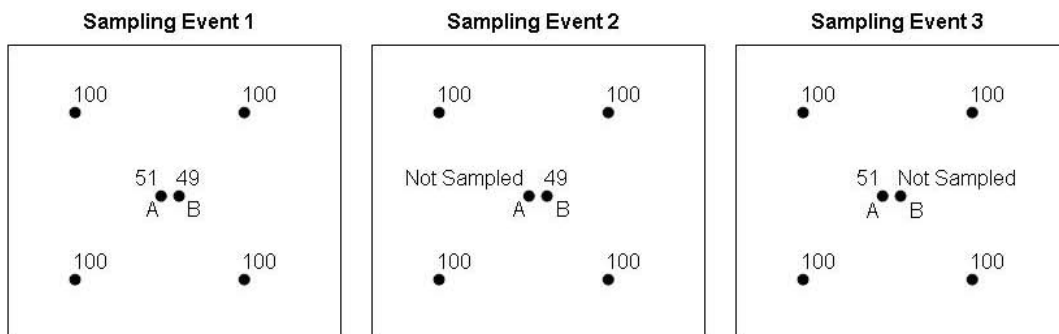 Sampling Event 1
100 100
51 49
A B
100 100
Sampling Event 2
100 100
Not Sampled 49
A B
100 100
Sampling Event 3
100 100
51 Not Sampled
A B
100 100